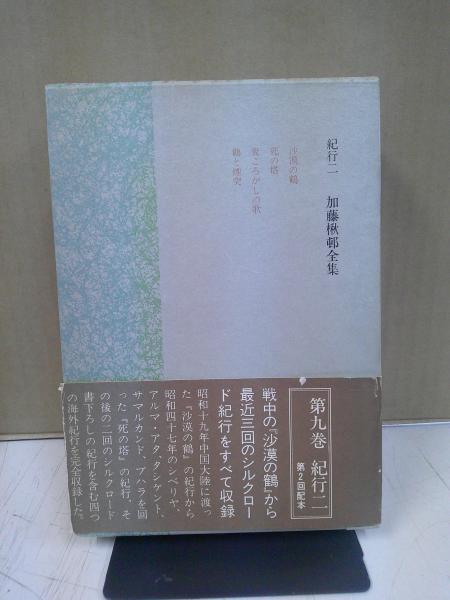 紀行二　加藤楸邨全集
沙漠の鶴
死の塔
糞ころがしの歌
鶴と煙突
第九巻　紀行二
第2回配本
戦中の『沙漠の鶴』から
最近三回のシルクロー
ド紀行をすべて収録
昭和十九年中国大陸に渡っ
た『沙漠の鶴』の紀行から
昭和四十七年のシベリヤ、
アルマ・アタ、タシケント、
サマルカンド、ブハラを回
った『死の塔』の紀行、そ
の後の二回のシルクロード
書下ろしの紀行を含む四つ
の海外紀行を完全収録した。